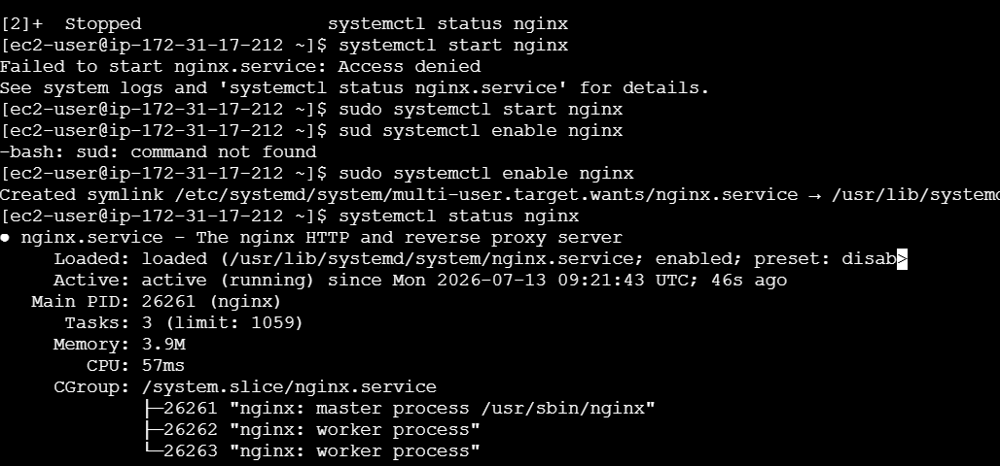 [2]+  Stopped                 systemctl status nginx
[ec2-user@ip-172-31-17-212 ~]$ systemctl start nginx
Failed to start nginx.service: Access denied
See system logs and 'systemctl status nginx.service' for details.
[ec2-user@ip-172-31-17-212 ~]$ sudo systemctl start nginx
[ec2-user@ip-172-31-17-212 ~]$ sud systemctl enable nginx
-bash: sud: command not found
[ec2-user@ip-172-31-17-212 ~]$ sudo systemctl enable nginx
Created symlink /etc/systemd/system/multi-user.target.wants/nginx.service → /usr/lib/systemd
[ec2-user@ip-172-31-17-212 ~]$ systemctl status nginx
● nginx.service - The nginx HTTP and reverse proxy server
     Loaded: loaded (/usr/lib/systemd/system/nginx.service; enabled; preset: disab>
     Active: active (running) since Mon 2026-07-13 09:21:43 UTC; 46s ago
   Main PID: 26261 (nginx)
      Tasks: 3 (limit: 1059)
     Memory: 3.9M
        CPU: 57ms
     CGroup: /system.slice/nginx.service
             ├─26261 "nginx: master process /usr/sbin/nginx"
             ├─26262 "nginx: worker process"
             └─26263 "nginx: worker process"